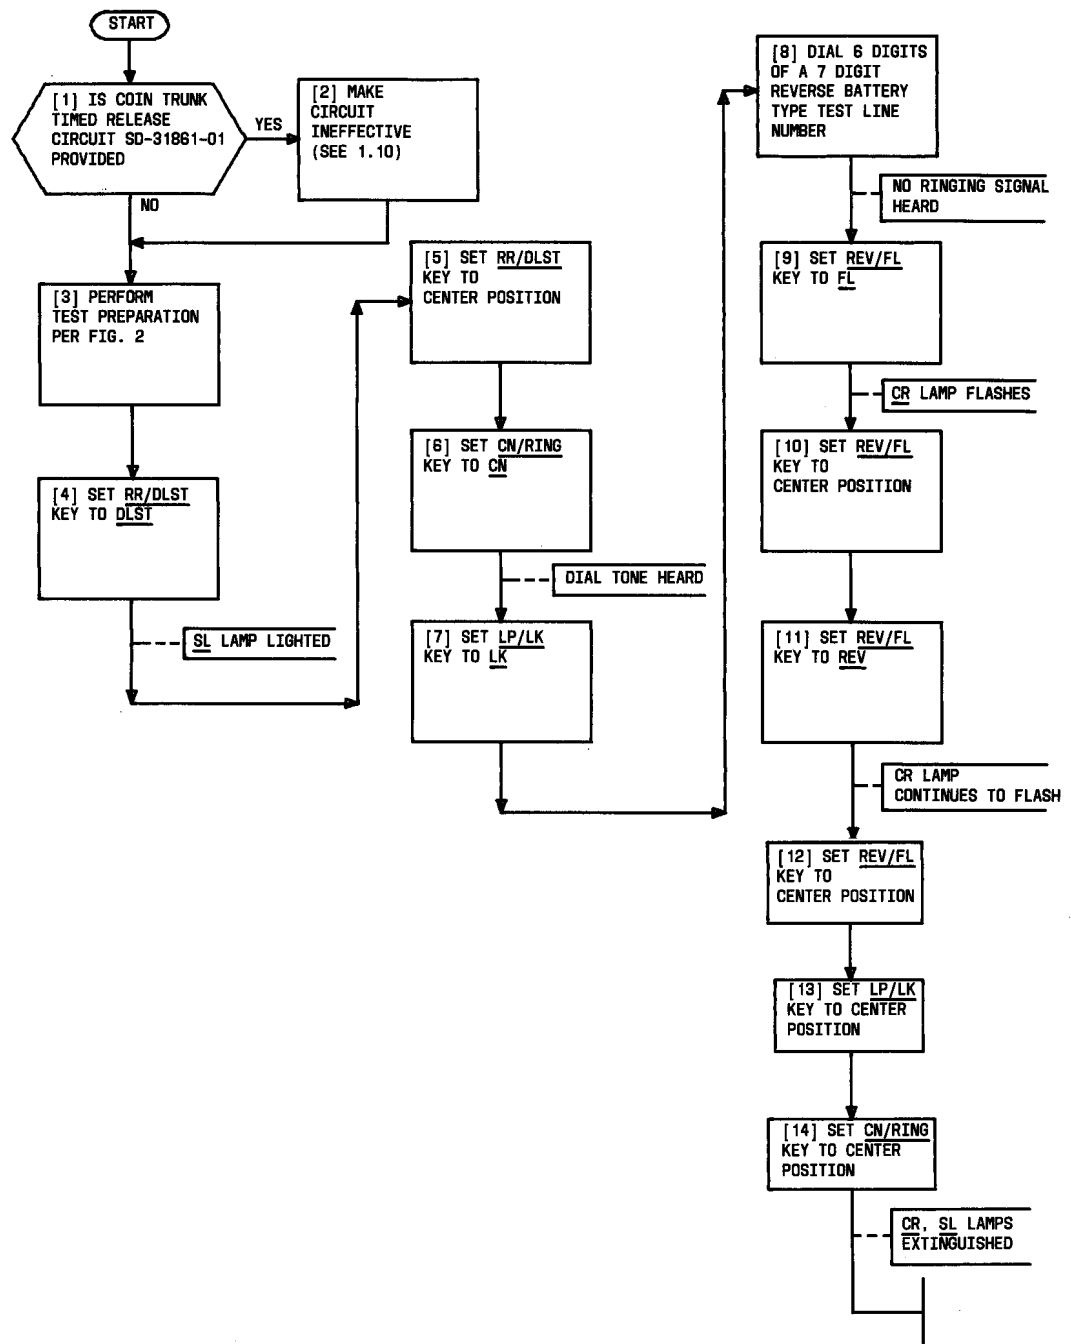 START
[1] IS COIN TRUNK
TIMED RELEASE
CIRCUIT SD-31861-01
PROVIDED
YES
NO
[2] MAKE
CIRCUIT
INEFFECTIVE
(SEE 1.10)
[3] PERFORM
TEST PREPARATION
PER FIG. 2
[4] SET RR/DLST
KEY TO DLST
SL LAMP LIGHTED
[5] SET RR/DLST
KEY TO
CENTER POSITION
[6] SET CN/RING
KEY TO CN
DIAL TONE HEARD
[7] SET LP/LK
KEY TO LK
[8] DIAL 6 DIGITS
OF A 7 DIGIT
REVERSE BATTERY
TYPE TEST LINE
NUMBER
NO RINGING SIGNAL
HEARD
[9] SET REV/FL
KEY TO FL
CR LAMP FLASHES
[10] SET REV/FL
KEY TO
CENTER POSITION
[11] SET REV/FL
KEY TO REV
CR LAMP
CONTINUES TO FLASH
[12] SET REV/FL
KEY TO
CENTER POSITION
[13] SET LP/LK
KEY TO CENTER
POSITION
[14] SET CN/RING
KEY TO CENTER
POSITION
CR, SL LAMPS
EXTINGUISHED